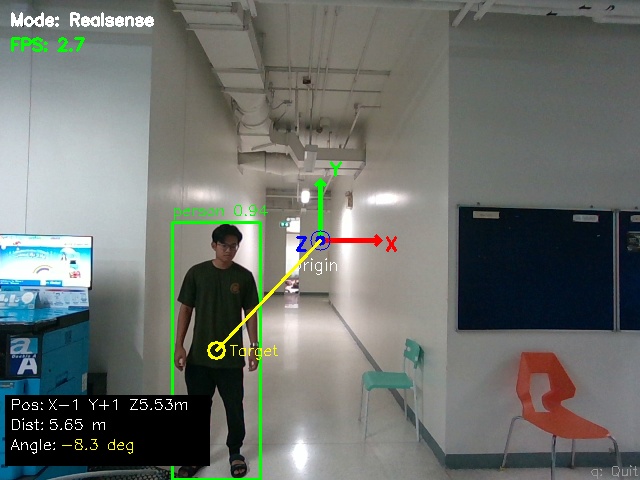 Mode: Realsense
FPS: 2.7
person 0.94
Y
Z
X
Origin
Target
a
A
Double A
Pos: X-1 Y+1 Z5.53m
Dist: 5.65 m
Angle: -8.3 deg
q: Quit